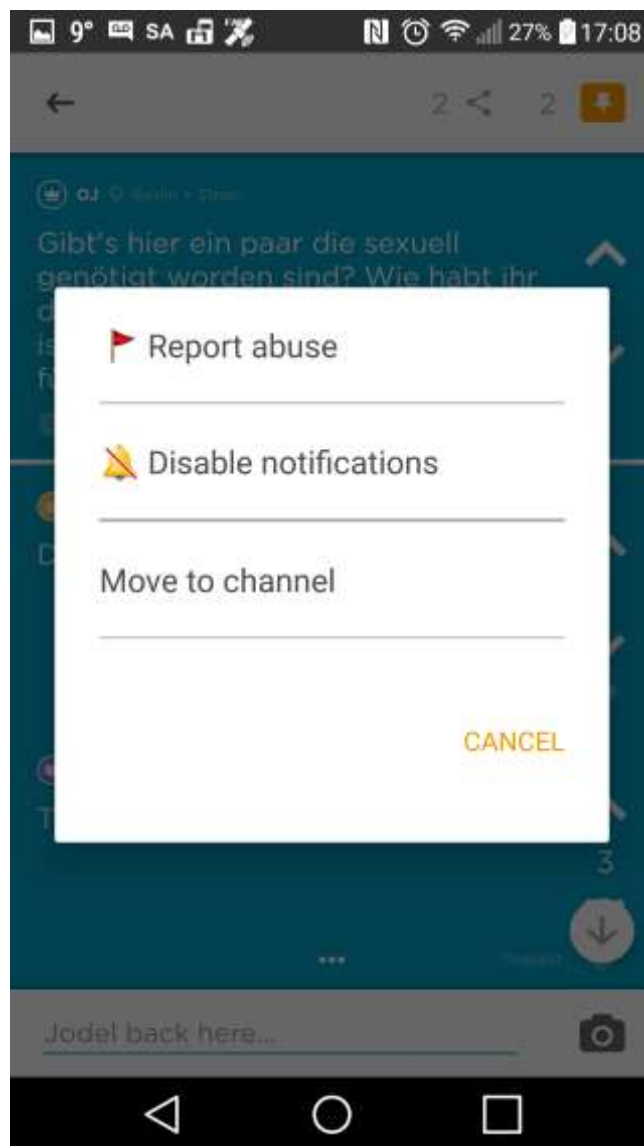 9° SA 27% 17:08
2 2
OJ
Gibt's hier ein paar die sexuell
genötigt worden sind? Wie habt ihr
Report abuse
Disable notifications
Move to channel
CANCEL
3
Jodel back here...